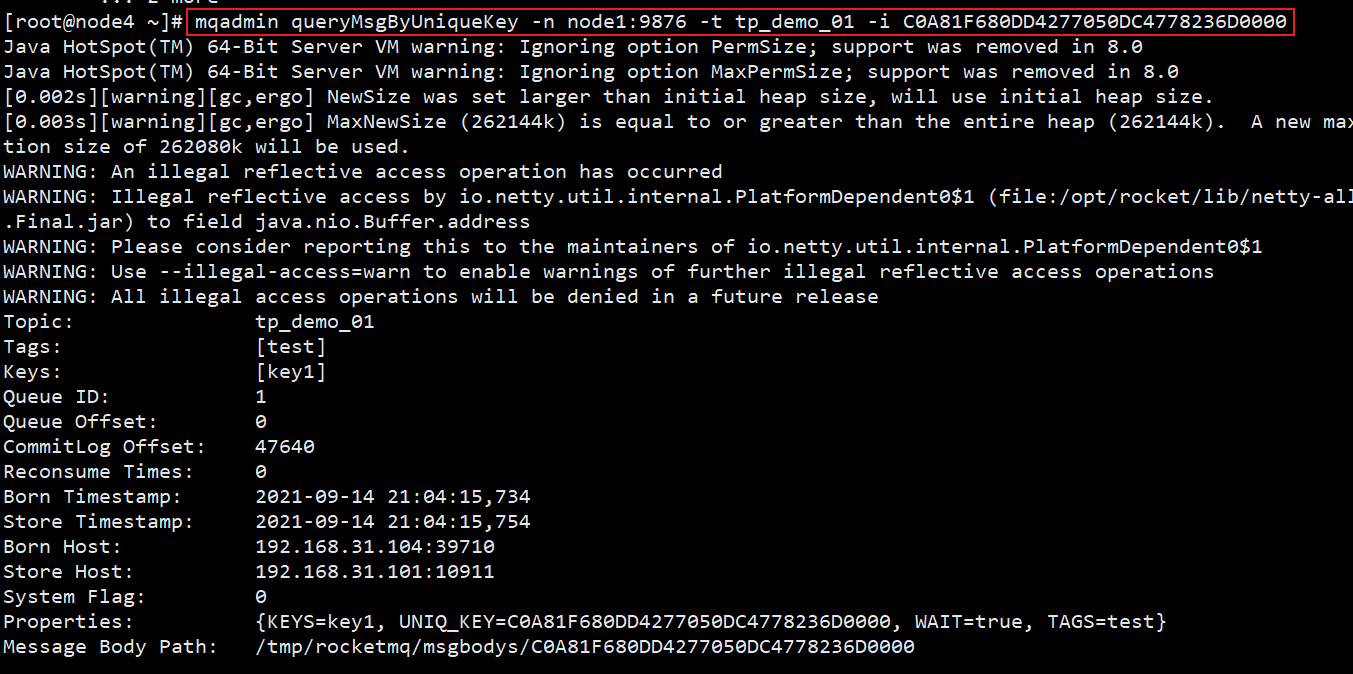 ... 2 more
[root@node4 ~]# mqadmin queryMsgByUniqueKey -n node1:9876 -t tp_demo_01 -i C0A81F680DD4277050DC4778236D0000
Java HotSpot(TM) 64-Bit Server VM warning: Ignoring option PermSize; support was removed in 8.0
Java HotSpot(TM) 64-Bit Server VM warning: Ignoring option MaxPermSize; support was removed in 8.0
[0.002s][warning][gc,ergo] NewSize was set larger than initial heap size, will use initial heap size.
[0.003s][warning][gc,ergo] MaxNewSize (262144k) is equal to or greater than the entire heap (262144k).  A new max
tion size of 262080k will be used.
WARNING: An illegal reflective access operation has occurred
WARNING: Illegal reflective access by io.netty.util.internal.PlatformDependent0$1 (file:/opt/rocket/lib/netty-all
.Final.jar) to field java.nio.Buffer.address
WARNING: Please consider reporting this to the maintainers of io.netty.util.internal.PlatformDependent0$1
WARNING: Use --illegal-access=warn to enable warnings of further illegal reflective access operations
WARNING: All illegal access operations will be denied in a future release
Topic:               tp_demo_01
Tags:                [test]
Keys:                [key1]
Queue ID:            1
Queue Offset:        0
CommitLog Offset:    47640
Reconsume Times:     0
Born Timestamp:      2021-09-14 21:04:15,734
Store Timestamp:     2021-09-14 21:04:15,754
Born Host:           192.168.31.104:39710
Store Host:          192.168.31.101:10911
System Flag:         0
Properties:          {KEYS=key1, UNIQ_KEY=C0A81F680DD4277050DC4778236D0000, WAIT=true, TAGS=test}
Message Body Path:   /tmp/rocketmq/msgbodys/C0A81F680DD4277050DC4778236D0000